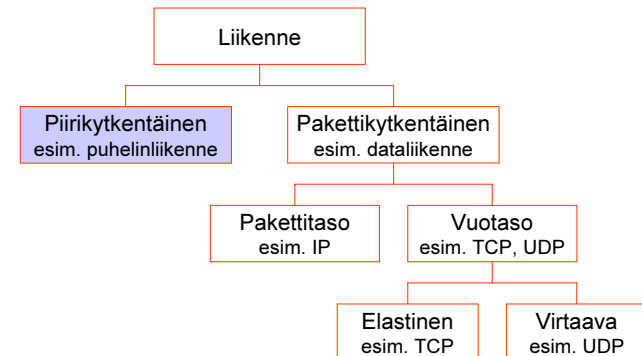 Liikenne
Piirikytkentäinen
esim. puhelinliikenne
Pakettikytkentäinen
esim. dataliikenne
Pakettitaso
esim. IP
Vuotaso
esim. TCP, UDP
Elastinen
esim. TCP
Virtaava
esim. UDP